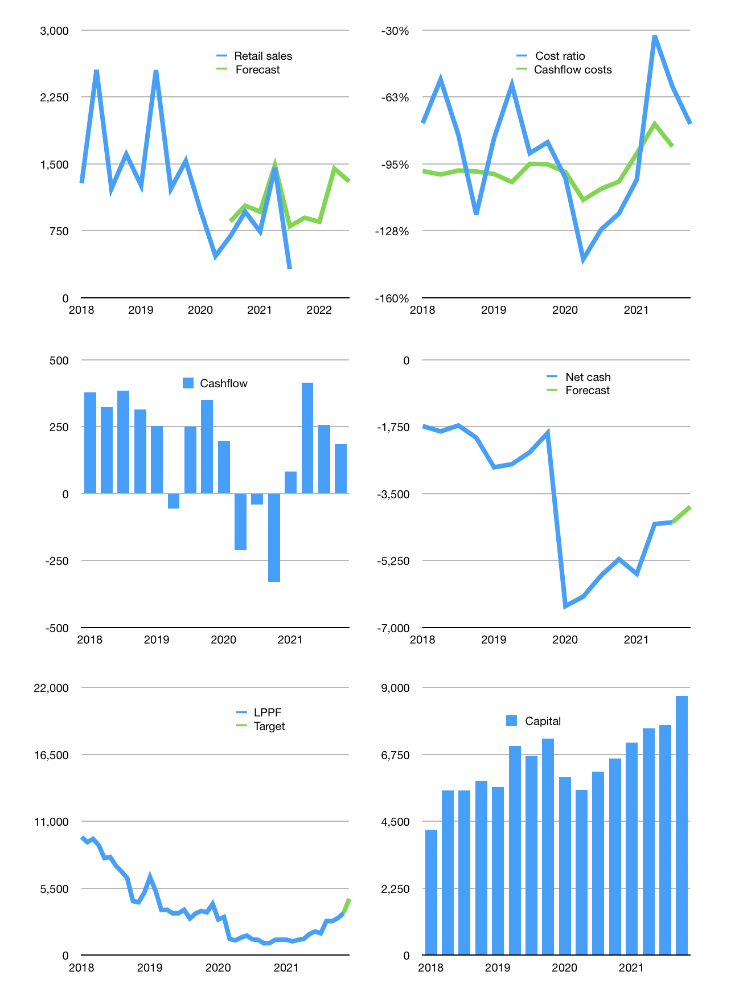 3,000
2,250
1,500
750
0
Retail sales
Forecast
2018 2019 2020 2021 2022
-30%
-63%
-95%
-128%
-160%
Cost ratio
Cashflow costs
2018 2019 2020 2021
500
250
0
-250
-500
Cashflow
2018 2019 2020 2021
0
-1,750
-3,500
-5,250
-7,000
Net cash
Forecast
2018 2019 2020 2021
22,000
16,500
11,000
5,500
0
LPPF
Target
2018 2019 2020 2021
9,000
6,750
4,500
2,250
0
Capital
2018 2019 2020 2021